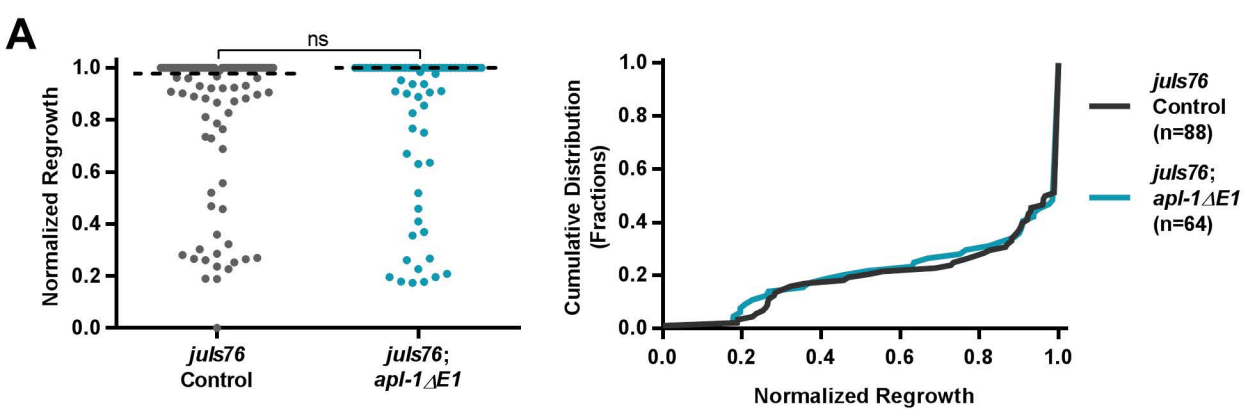 A
ns
Normalized Regrowth
1.0
0.8
0.6
0.4
0.2
0.0
juIs76
Control
juIs76;
apl-1ΔE1
Cumulative Distribution
(Fractions)
1.0
0.8
0.6
0.4
0.2
0.0
0.0 0.2 0.4 0.6 0.8 1.0
Normalized Regrowth
juIs76
Control
(n=88)
juIs76;
apl-1ΔE1
(n=64)